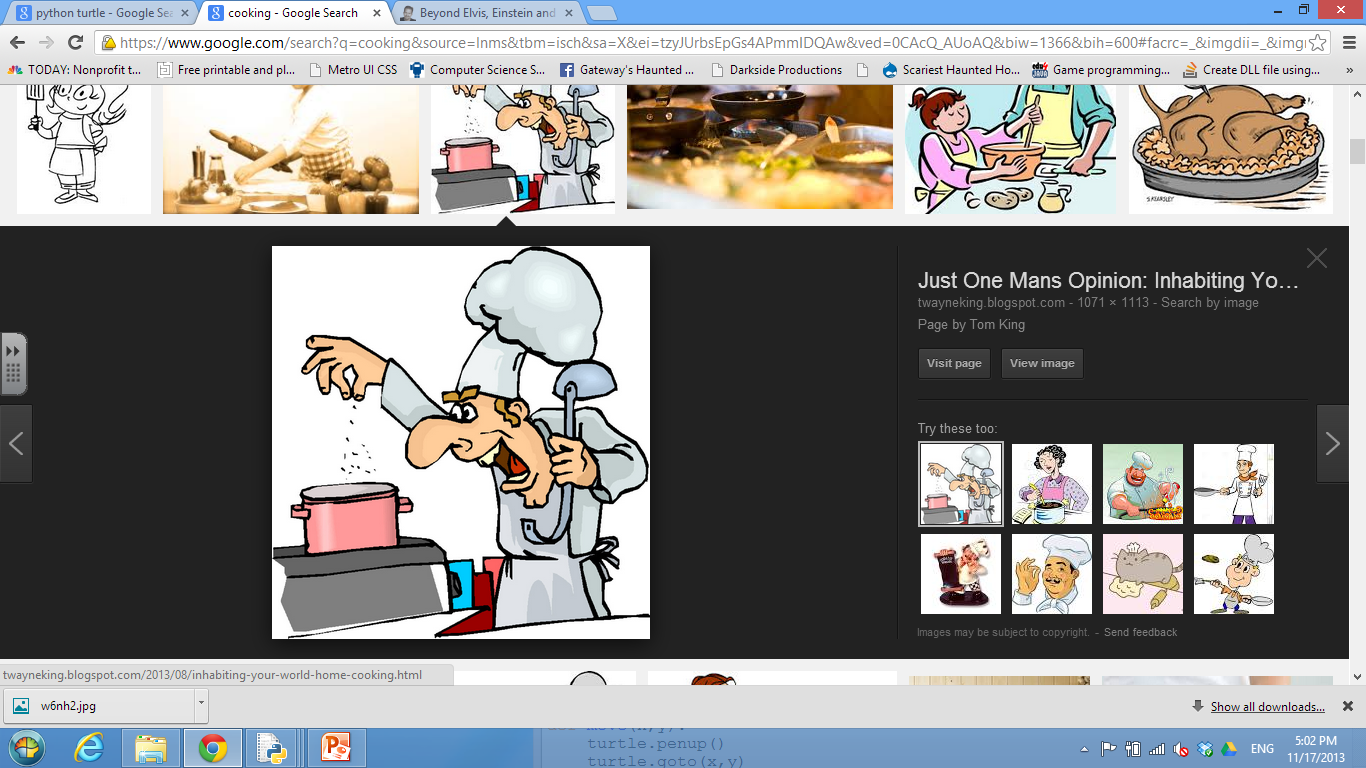 python turtle - Google Sea
cooking - Google Search
Beyond Elvis, Einstein and
https://www.google.com/search?q=cooking&source=lnms&tbm=isch&sa=X&ei=tzyJUrbsEpGs4APmmIDQAw&ved=0CAcQ_AUoAQ&biw=1366&bih=600#facrc=_&imgdii=_&imgr
TODAY: Nonprofit t...
Free printable and pl...
Metro UI CSS
Computer Science S...
Gateway's Haunted ...
Darkside Productions
Scariest Haunted Ho...
Game programming...
Create DLL file using...
»
S.KEARSLEY
Just One Mans Opinion: Inhabiting Yo…
twayneking.blogspot.com - 1071 × 1113 - Search by image
Page by Tom King
Visit page
View image
Try these too:
Images may be subject to copyright. - Send feedback
twayneking.blogspot.com/2013/08/inhabiting-your-world-home-cooking.html
w6nh2.jpg
Show all downloads...
turtle.penup()
turtle.goto(x,y)
ENG
5:02 PM
11/17/2013